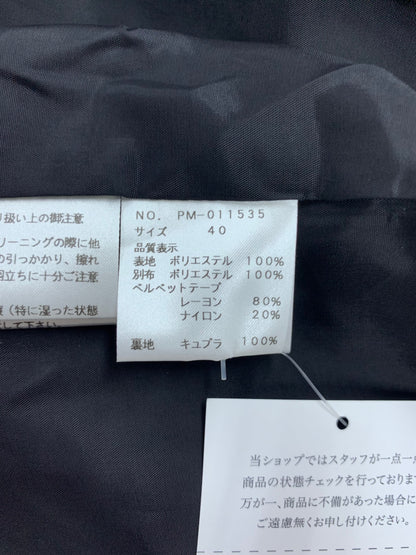 り扱い上の御注意
リーニングの際に他
の引っかかり、擦れ
目立ちに十分ご注意
（特に湿った状態
して下さい。
NO. PM-011535
サイズ 40
品質表示
表地 ポリエステル 100%
別布 ポリエステル 100%
ベルベットテープ
レーヨン 80%
ナイロン 20%
裏地 キュプラ 100%
当ショップではスタッフが一点一点
商品の状態チェックを行っております
万が一、商品に不備があった場合に
ご遠慮無くお申し付けください。